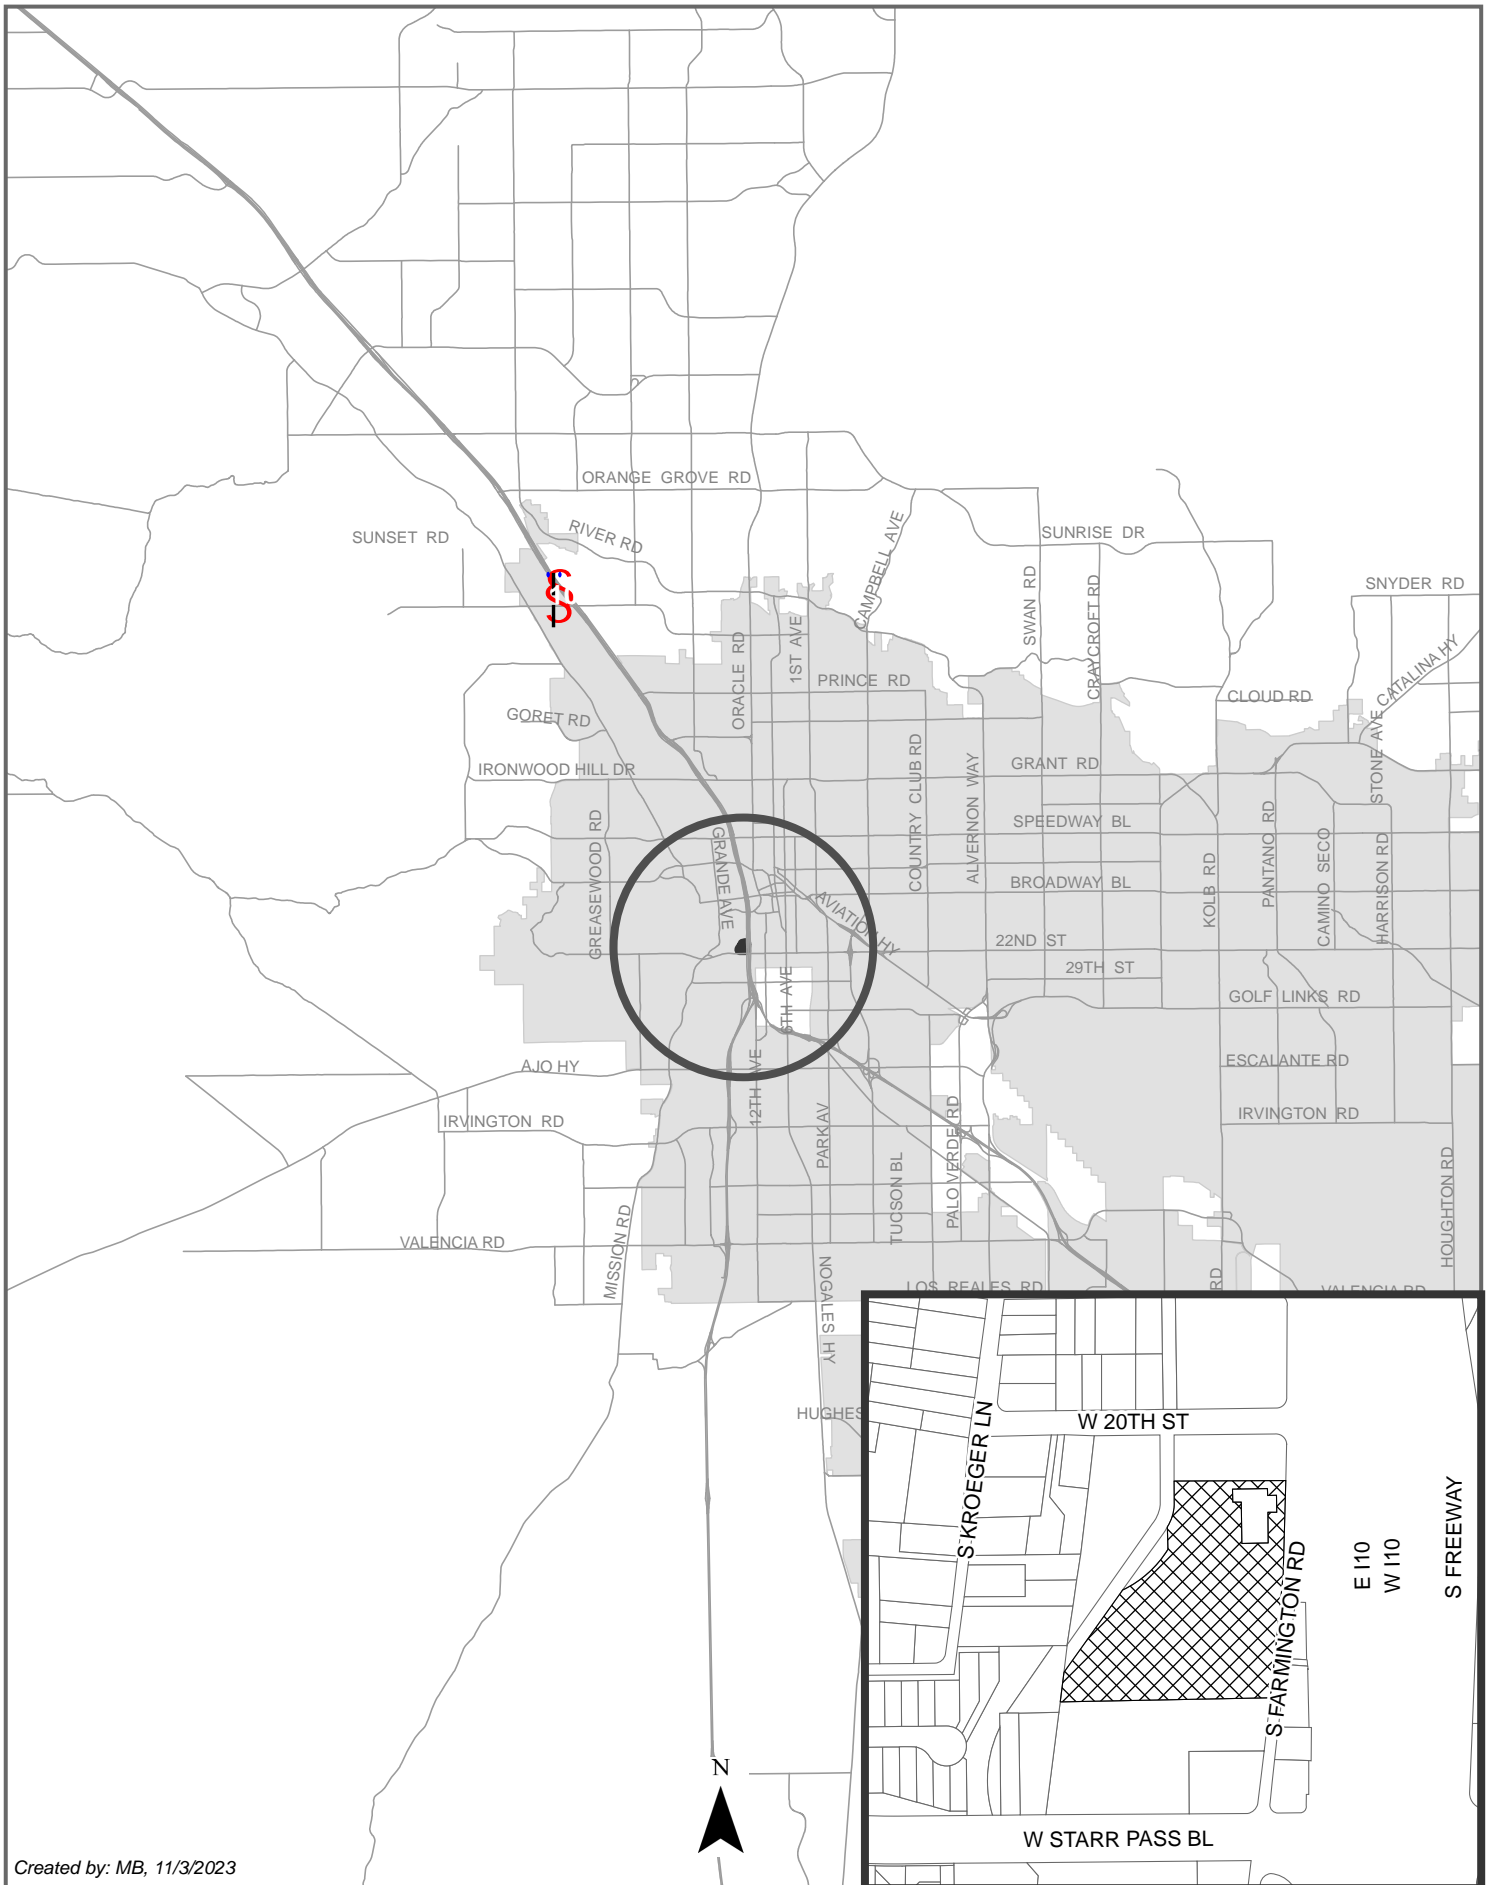 ORANGE GROVE RD
SUNSET RD
RIVER RD
CAMPBELL AVE
SUNRISE DR
SWAN RD
CRAYCROFT RD
SNYDER RD
CATALINA HY
1ST AVE
ORACLE RD
PRINCE RD
CLOUD RD
GORET RD
STONE AVE
IRONWOOD HILL DR
COUNTRY CLUB RD
ALVERNON WAY
GRANT RD
GREASEWOOD RD
GRANDE AVE
SPEEDWAY BL
PANTANO RD
CAMINO SECO
HARRISON RD
KOLB RD
BROADWAY BL
AVIATION HY
22ND ST
29TH ST
6TH AVE
GOLF LINKS RD
AJO HY
12TH AVE
ESCALANTE RD
IRVINGTON RD
PARK AV
PALO VERDE RD
IRVINGTON RD
TUCSON BL
HOUGHTON RD
MISSION RD
VALENCIA RD
NOGALES HY
LOS REALES RD
RD
VALENCIA RD
HUGHES
W 20TH ST
S KROEGER LN
S FARMINGTON RD
E I10
W I10
S FREEWAY
W STARR PASS BL
N
Created by: MB, 11/3/2023